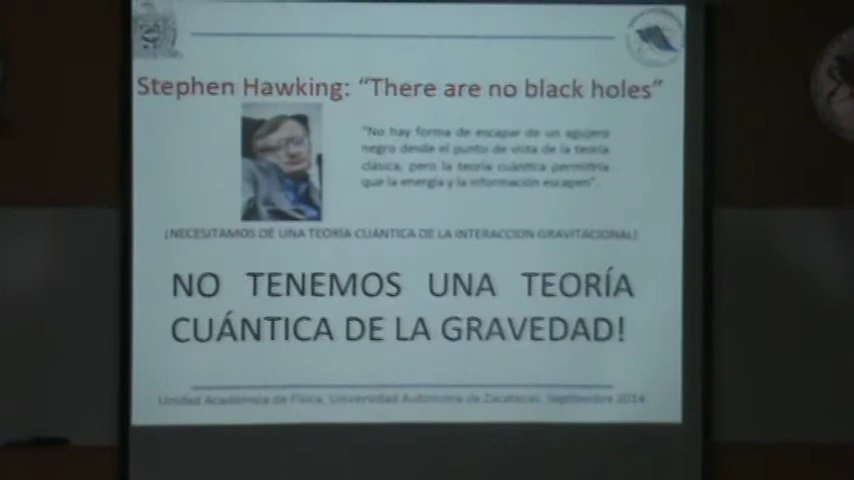 Stephen Hawking: “There are no black holes”
“No hay forma de escapar de un agujero
negro desde el punto de vista de la teoría
clásica, pero la teoría cuántica permitiría
que la energía y la información escapen”.
¡NECESITAMOS DE UNA TEORÍA CUÁNTICA DE LA INTERACCION GRAVITACIONAL!
NO TENEMOS UNA TEORÍA
CUÁNTICA DE LA GRAVEDAD!
Unidad Académica de Física, Universidad Autónoma de Zacatecas, Septiembre 2014